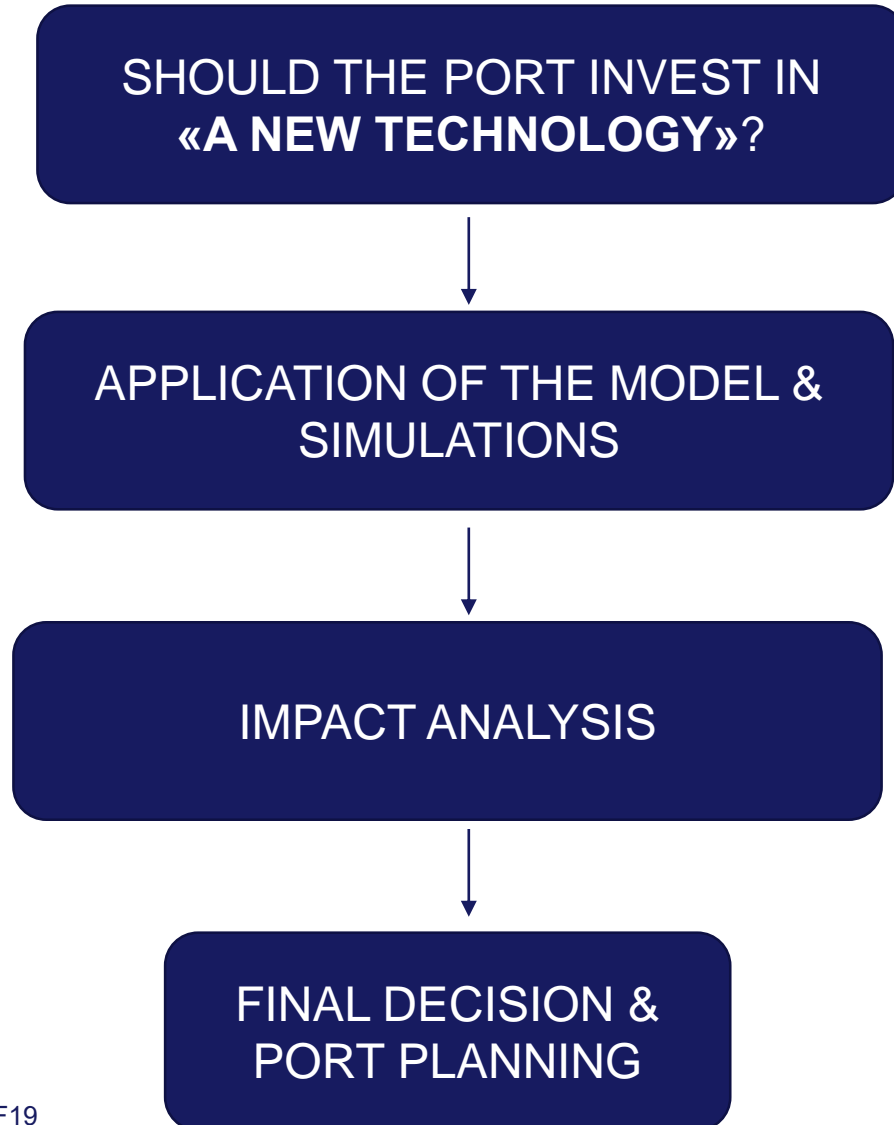 SHOULD THE PORT INVEST IN
«A NEW TECHNOLOGY»?
APPLICATION OF THE MODEL &
SIMULATIONS
IMPACT ANALYSIS
FINAL DECISION &
PORT PLANNING
F19